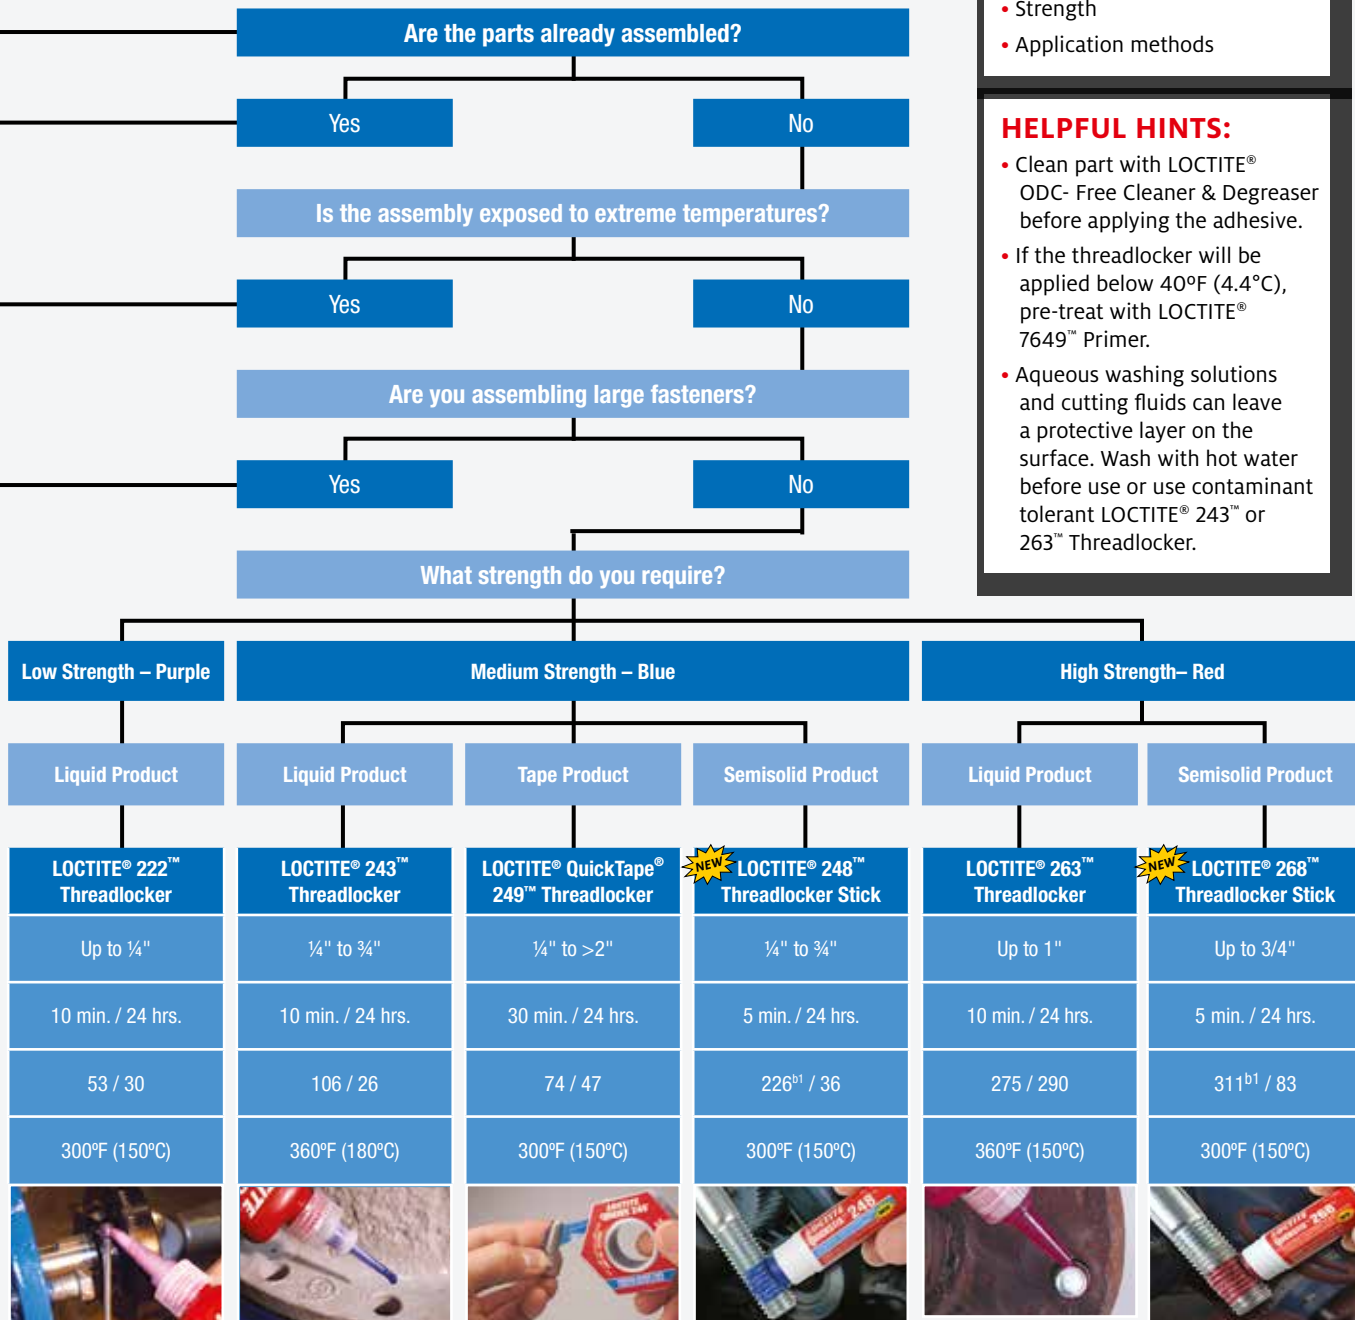 Are the parts already assembled?
Yes
No
Is the assembly exposed to extreme temperatures?
Yes
No
Are you assembling large fasteners?
Yes
No
What strength do you require?
• Strength
• Application methods
HELPFUL HINTS:
• Clean part with LOCTITE®
ODC- Free Cleaner & Degreaser
before applying the adhesive.
• If the threadlocker will be
applied below 40ºF (4.4°C),
pre-treat with LOCTITE®
7649™ Primer.
• Aqueous washing solutions
and cutting fluids can leave
a protective layer on the
surface. Wash with hot water
before use or use contaminant
tolerant LOCTITE® 243™ or
263™ Threadlocker.
Low Strength – Purple
Medium Strength – Blue
High Strength– Red
Liquid Product
Liquid Product
Tape Product
Semisolid Product
Liquid Product
Semisolid Product
LOCTITE® 222™
Threadlocker
LOCTITE® 243™
Threadlocker
LOCTITE® QuickTape®
249™ Threadlocker
NEW
LOCTITE® 248™
Threadlocker Stick
LOCTITE® 263™
Threadlocker
NEW
LOCTITE® 268™
Threadlocker Stick
Up to ¼"
¼" to ¾"
¼" to >2"
¼" to ¾"
Up to 1"
Up to 3/4"
10 min. / 24 hrs.
10 min. / 24 hrs.
30 min. / 24 hrs.
5 min. / 24 hrs.
10 min. / 24 hrs.
5 min. / 24 hrs.
53 / 30
106 / 26
74 / 47
226b1 / 36
275 / 290
311b1 / 83
300ºF (150ºC)
360ºF (180ºC)
300ºF (150ºC)
300ºF (150ºC)
360ºF (150ºC)
300ºF (150ºC)
LOCTITE
248
LOCTITE
268